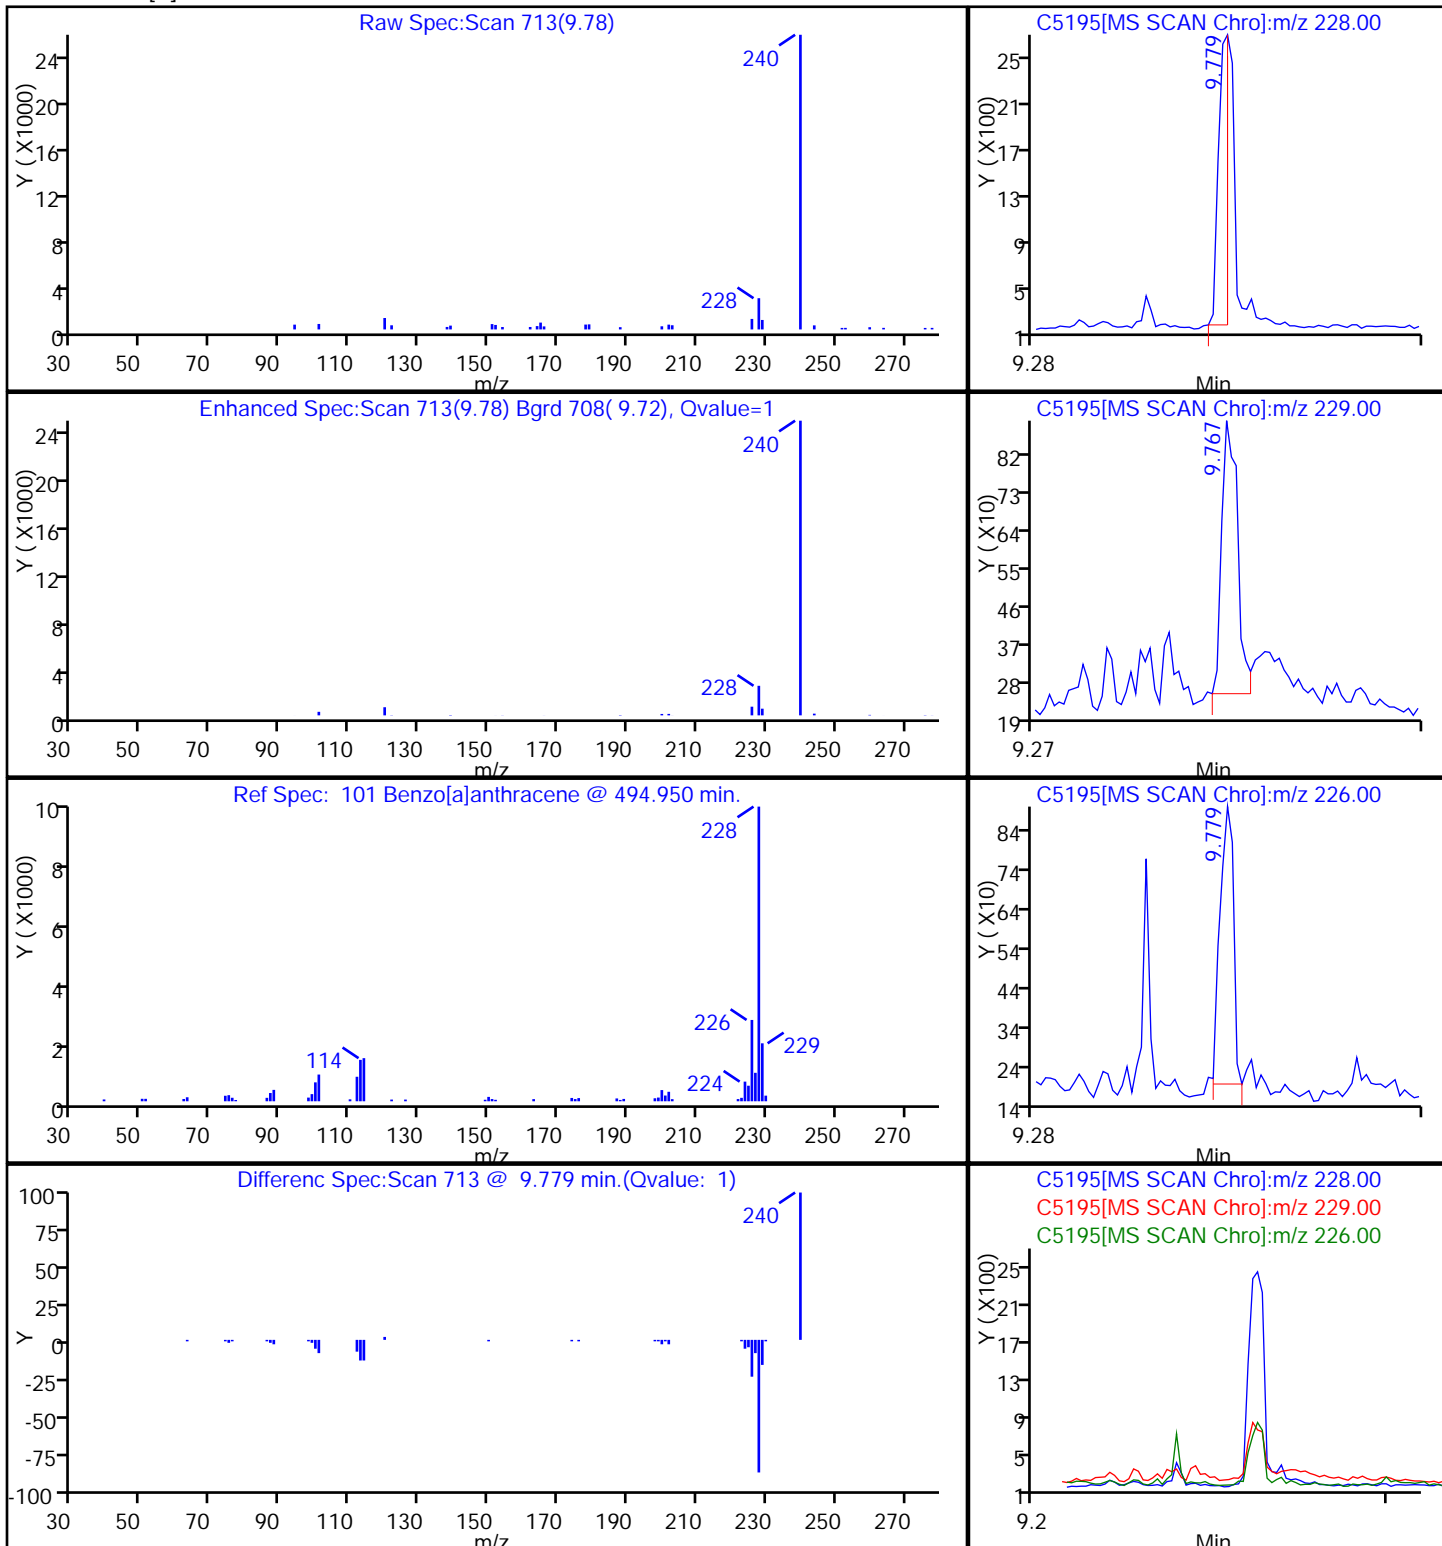 Raw Spec:Scan 713(9.78)
240
228
Y ( X1000)
24
20
16
12
8
4
0
30 50 70 90 110 130 150 170 190 210 230 250 270
m/z
C5195[MS SCAN Chro]:m/z 228.00
9.779
Y ( X100)
25
21
17
13
9
5
1
9.28
Min
Enhanced Spec:Scan 713(9.78) Bgrd 708( 9.72), Qvalue=1
240
228
Y ( X1000)
24
20
16
12
8
4
0
30 50 70 90 110 130 150 170 190 210 230 250 270
m/z
C5195[MS SCAN Chro]:m/z 229.00
9.767
Y ( X10)
82
73
64
55
46
37
28
19
9.27
Min
Ref Spec: 101 Benzo[a]anthracene @ 494.950 min.
228
226
229
224
114
Y ( X1000)
10
8
6
4
2
0
30 50 70 90 110 130 150 170 190 210 230 250 270
m/z
C5195[MS SCAN Chro]:m/z 226.00
9.779
Y ( X10)
84
74
64
54
44
34
24
14
9.28
Min
Differenc Spec:Scan 713 @ 9.779 min.(Qvalue: 1)
240
Y
100
75
50
25
0
-25
-50
-75
-100
30 50 70 90 110 130 150 170 190 210 230 250 270
m/z
C5195[MS SCAN Chro]:m/z 228.00
C5195[MS SCAN Chro]:m/z 229.00
C5195[MS SCAN Chro]:m/z 226.00
Y ( X100)
25
21
17
13
9
5
1
9.2
Min